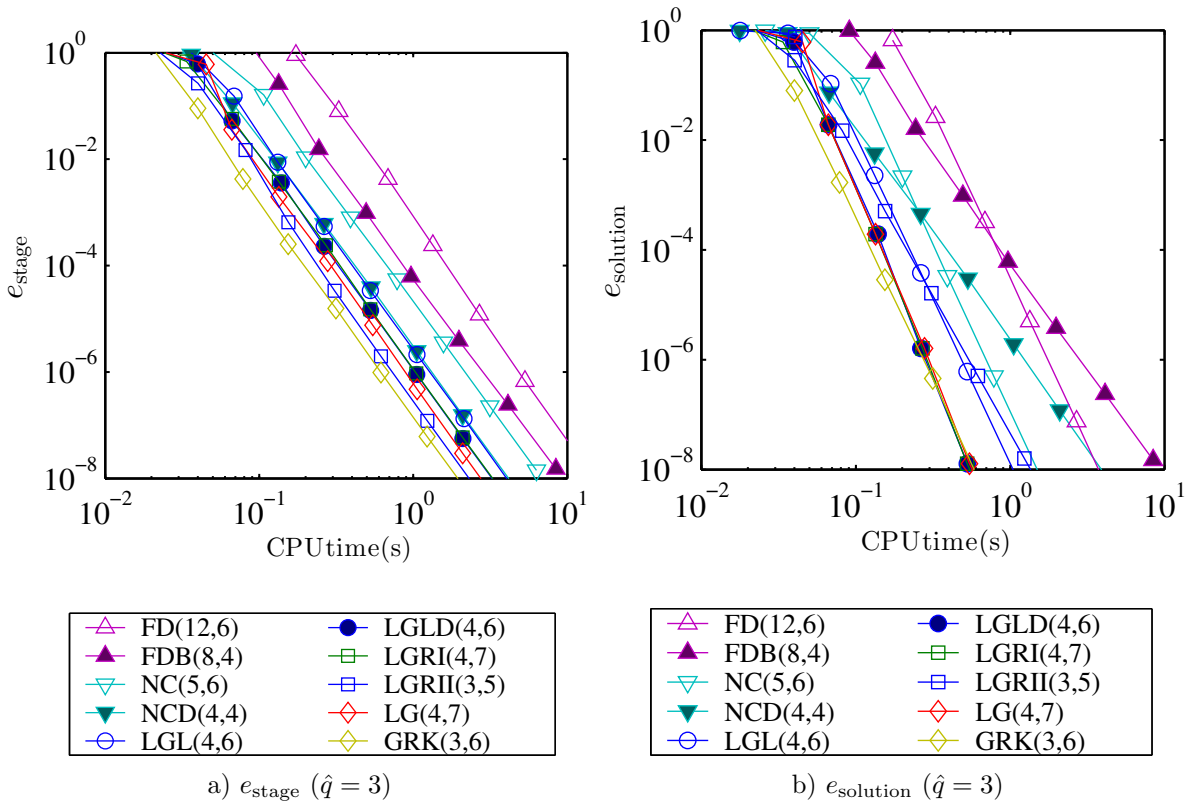 10^0
10^-2
10^-4
10^-6
10^-8
e_stage
10^-2
10^-1
10^0
10^1
CPUtime(s)
FD(12,6)
FDB(8,4)
NC(5,6)
NCD(4,4)
LGL(4,6)
LGLD(4,6)
LGRI(4,7)
LGRII(3,5)
LG(4,7)
GRK(3,6)
a) e_stage (q̂ = 3)
10^0
10^-2
10^-4
10^-6
10^-8
e_solution
10^-2
10^-1
10^0
10^1
CPUtime(s)
FD(12,6)
FDB(8,4)
NC(5,6)
NCD(4,4)
LGL(4,6)
LGLD(4,6)
LGRI(4,7)
LGRII(3,5)
LG(4,7)
GRK(3,6)
b) e_solution (q̂ = 3)